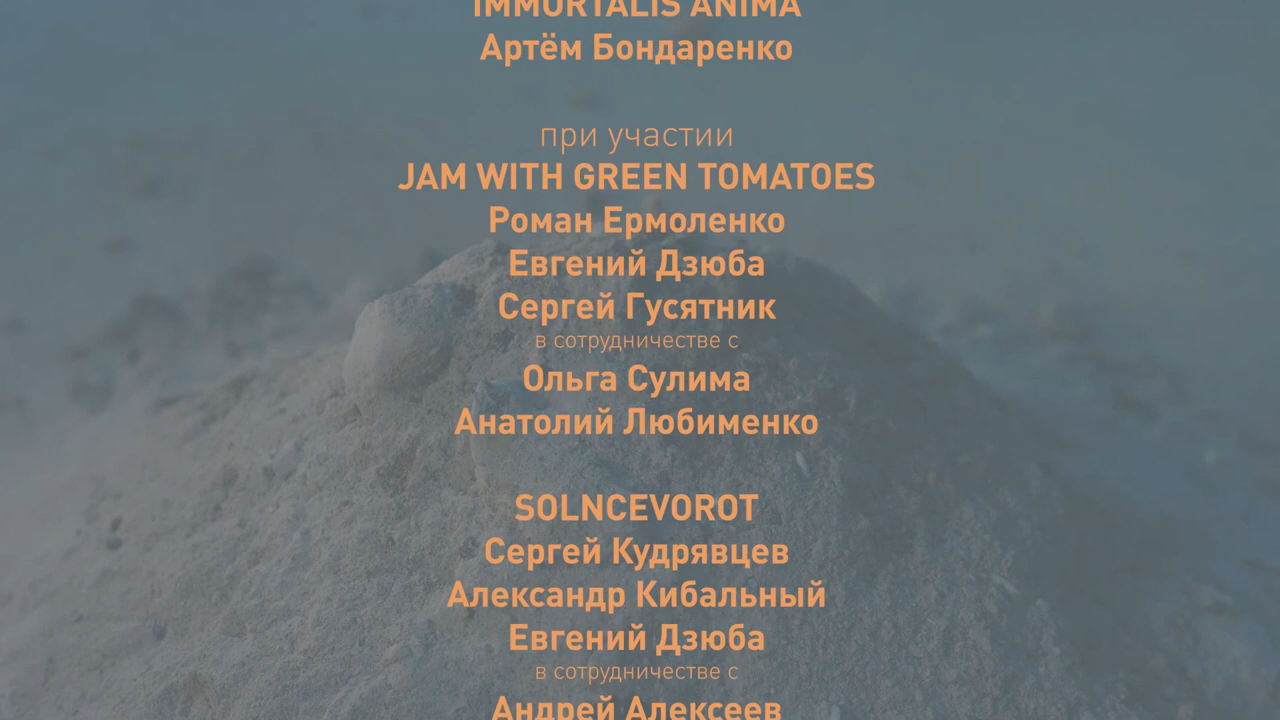 IMMORTALIS ANIMA
Артём Бондаренко
при участии
JAM WITH GREEN TOMATOES
Роман Ермоленко
Евгений Дзюба
Сергей Гусятник
в сотрудничестве с
Ольга Сулима
Анатолий Любименко
SOLNCEVOROT
Сергей Кудрявцев
Александр Кибальный
Евгений Дзюба
в сотрудничестве с
Андрей Алексеев